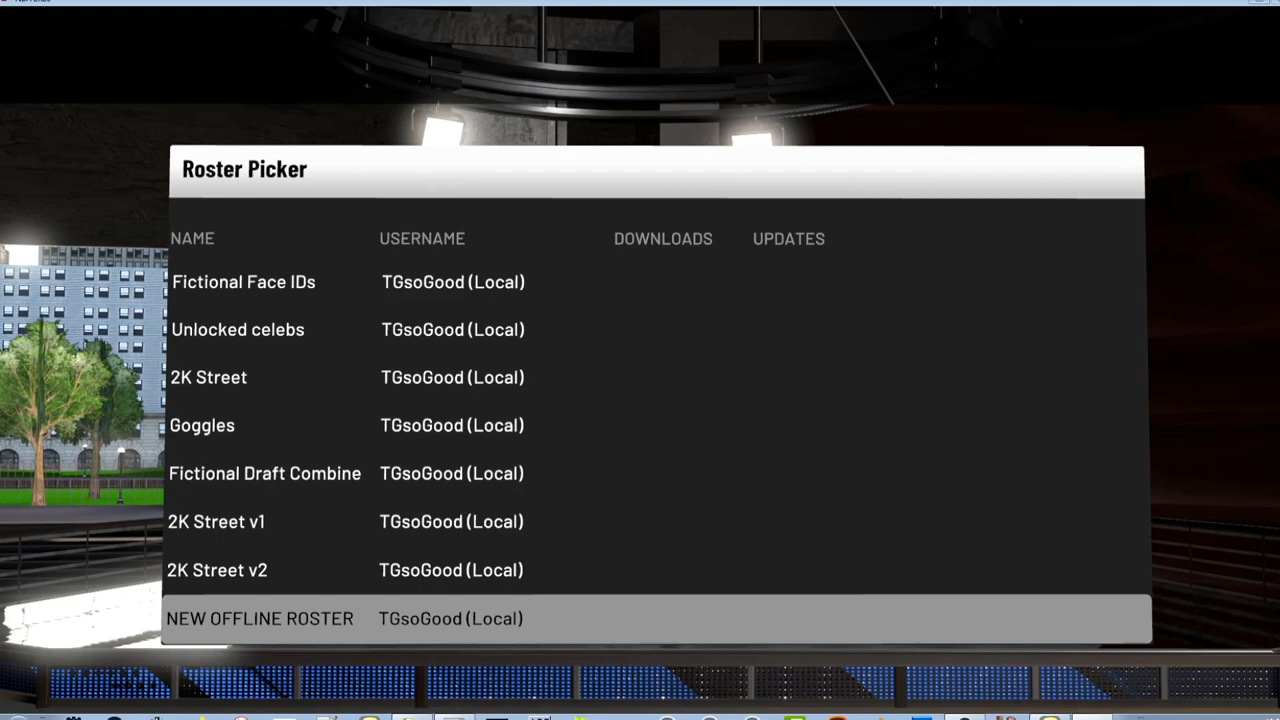 Roster Picker
NAME USERNAME DOWNLOADS UPDATES
Fictional Face IDs TGsoGood (Local)
Unlocked celebs TGsoGood (Local)
2K Street TGsoGood (Local)
Goggles TGsoGood (Local)
Fictional Draft Combine TGsoGood (Local)
2K Street v1 TGsoGood (Local)
2K Street v2 TGsoGood (Local)
NEW OFFLINE ROSTER TGsoGood (Local)